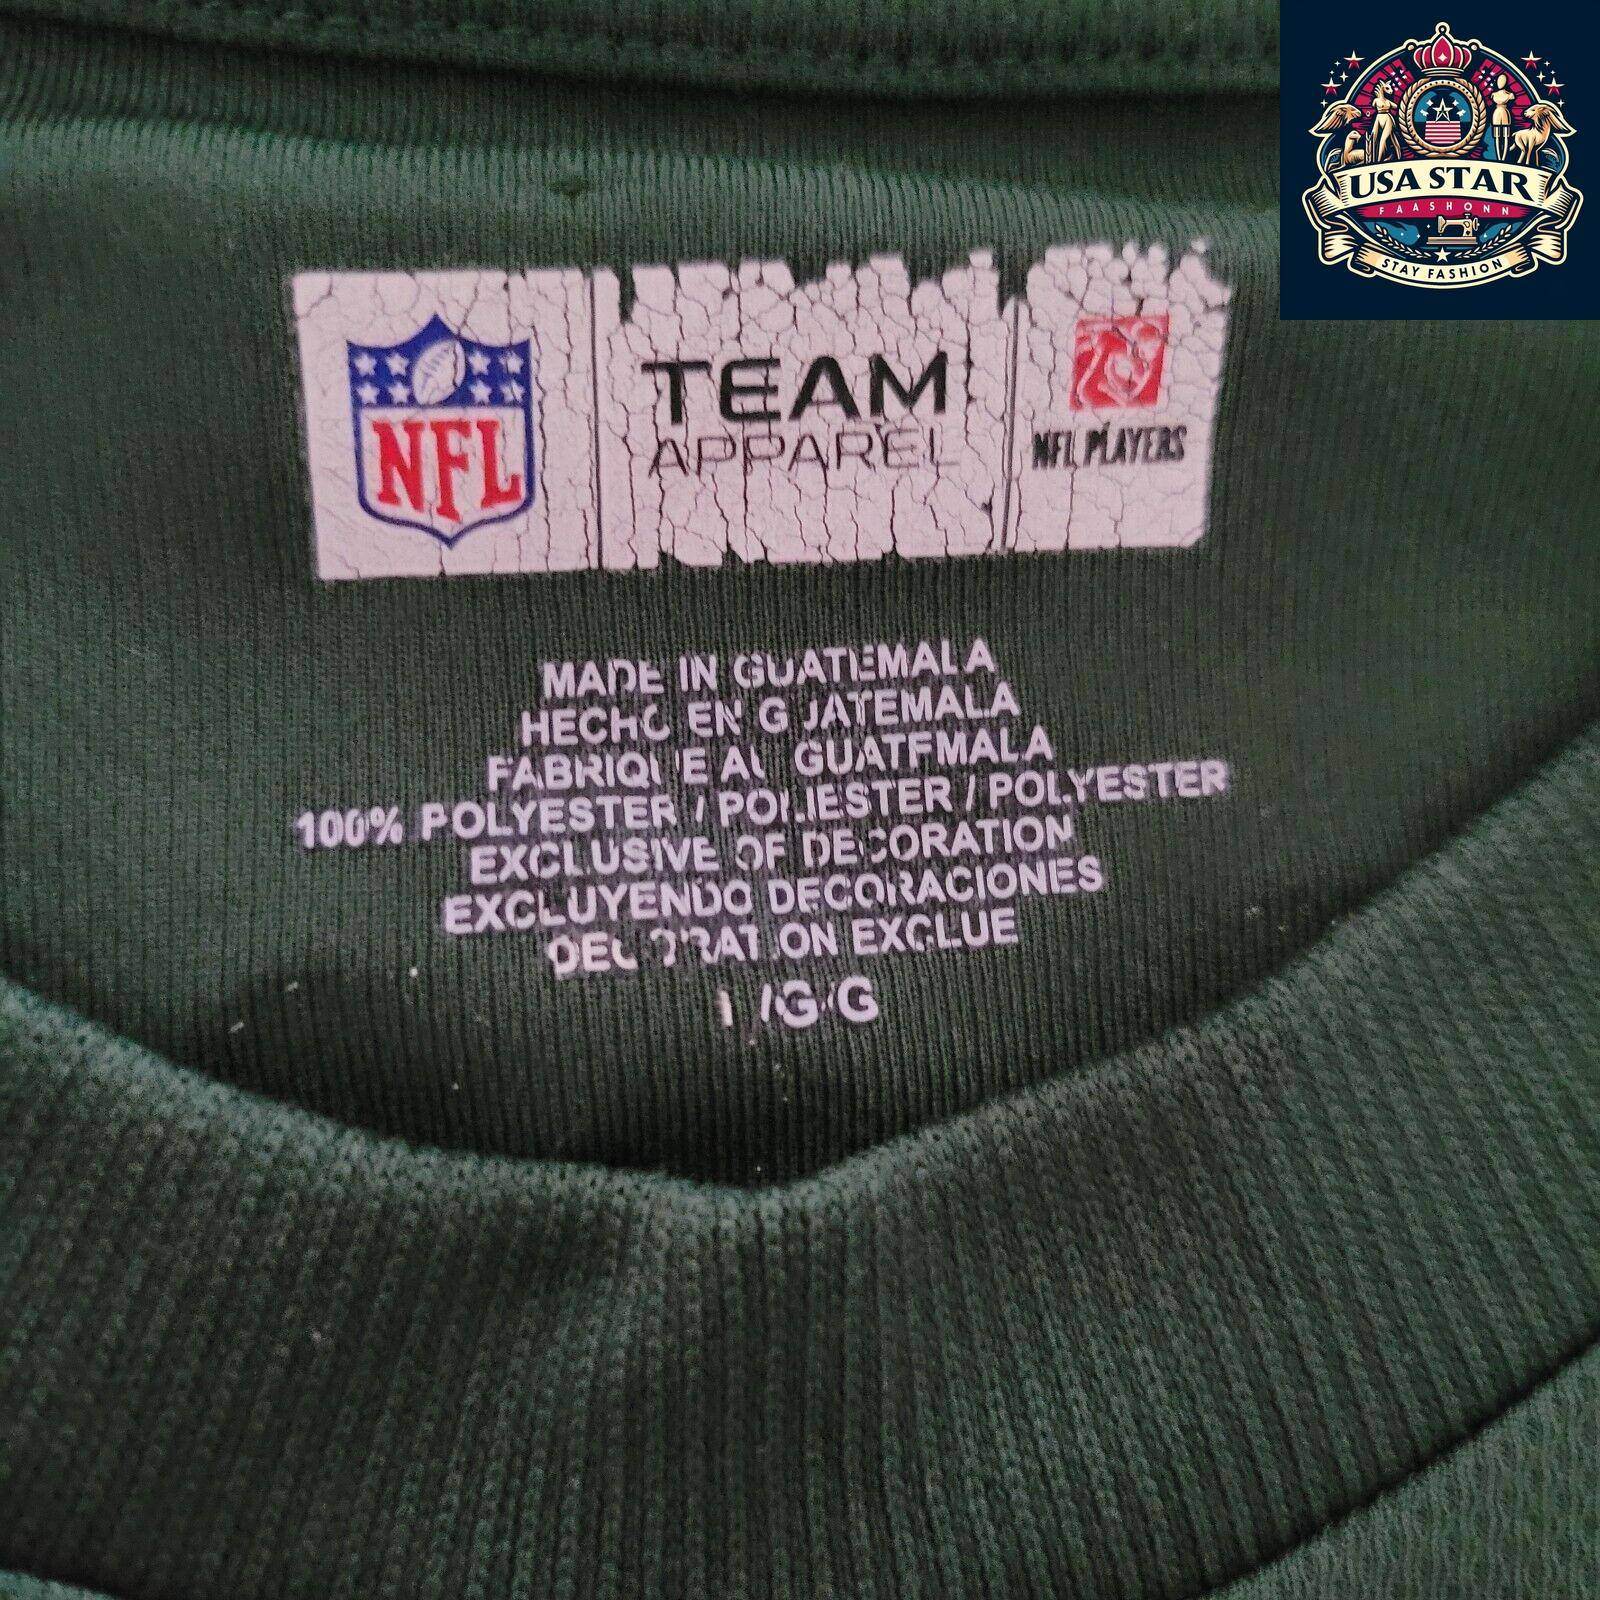 USA STAR
FAASHONN
STAY FASHION
NFL
TEAM
APPAREL
NFL PLAYERS
MADE IN GUATEMALA
HECHO EN GUATEMALA
FABRIQUE AU GUATEMALA
100% POLYESTER / POLIESTER / POLYESTER
EXCLUSIVE OF DECORATION
EXCLUYENDO DECORACIONES
DECORATION EXCLUE
L/G/G